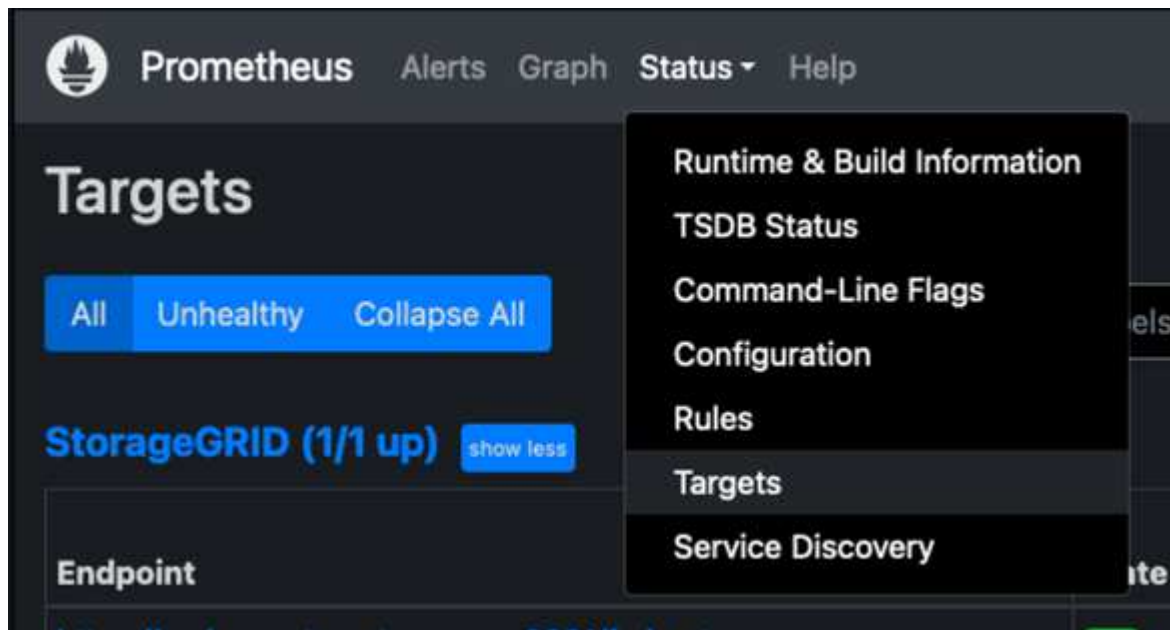 Prometheus Alerts Graph Status Help
Runtime & Build Information
Targets
TSDB Status
Command-Line Flags
All Unhealthy Collapse All
Configuration
Rules
StorageGRID (1/1 up) show less
Targets
Service Discovery
Endpoint